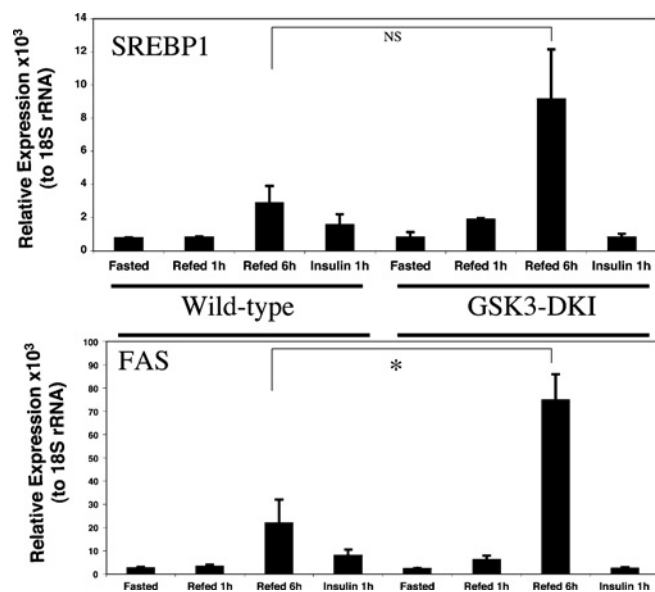 Relative Expression x10³
(to 18S rRNA)
14
12
10
8
6
4
2
0
SREBP1
NS
Fasted Refed 1h Refed 6h Insulin 1h Fasted Refed 1h Refed 6h Insulin 1h
Wild-type GSK3-DKI
Relative Expression x10³
(to 18S rRNA)
100
90
80
70
60
50
40
30
20
10
0
FAS
*
Fasted Refed 1h Refed 6h Insulin 1h Fasted Refed 1h Refed 6h Insulin 1h